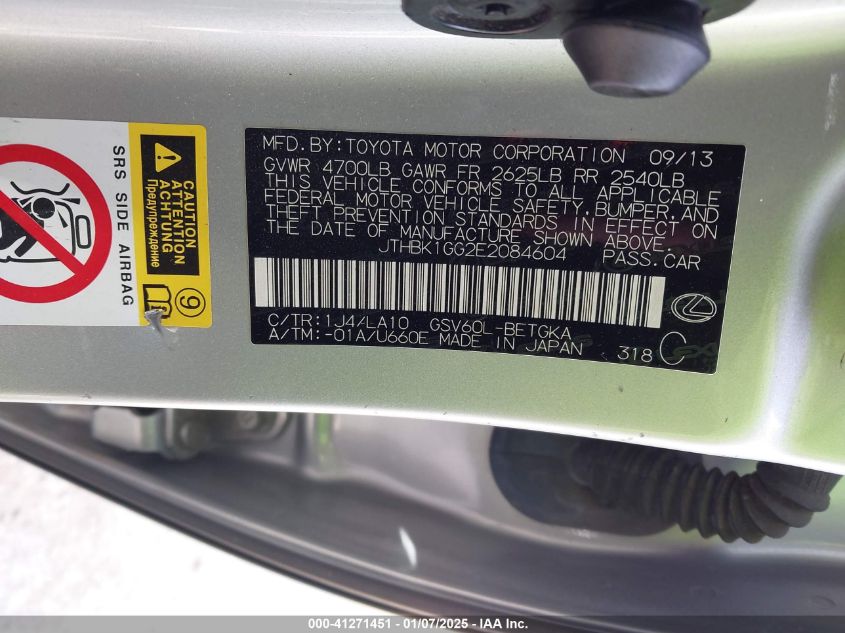 SRS SIDE AIRBAG
CAUTION
ATTENTION
ACHTUNG
Предупреждение
9
MFD.BY:TOYOTA MOTOR CORPORATION 09/13
GVWR 4700LB GAWR FR 2625LB RR 2540LB
THIS VEHICLE CONFORMS TO ALL APPLICABLE
FEDERAL MOTOR VEHICLE SAFETY,BUMPER,AND
THEFT PREVENTION STANDARDS IN EFFECT ON
THE DATE OF MANUFACTURE SHOWN ABOVE.
JTHBK1GG2E2084604 PASS.CAR
C/TR:1J4/LA10 GSV60L-BETGKA
A/TM:-01A/U660E MADE IN JAPAN 318
000-41271451 - 01/07/2025 - IAA Inc.